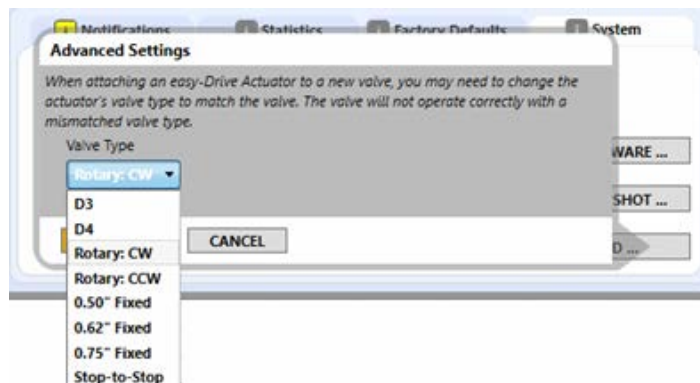 Notifications
Statistics
Factory Defaults
System
Advanced Settings
When attaching an easy-Drive Actuator to a new valve, you may need to change the
actuator's valve type to match the valve. The valve will not operate correctly with a
mismatched valve type.
Valve Type
Rotary: CW
WARE ...
D3
SHOT ...
D4
CANCEL
D ...
Rotary: CW
Rotary: CCW
0.50" Fixed
0.62" Fixed
0.75" Fixed
Stop-to-Stop